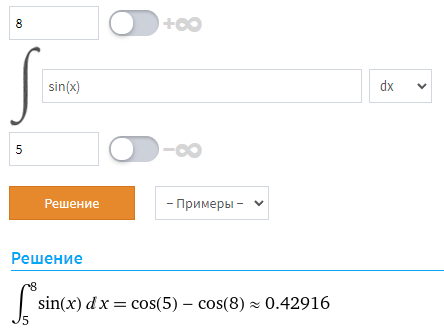 8 +∞
∫ sin(x) dx
5 −∞
Решение – Примеры –
Решение
∫₅⁸ sin(x) dx = cos(5) − cos(8) ≈ 0.42916